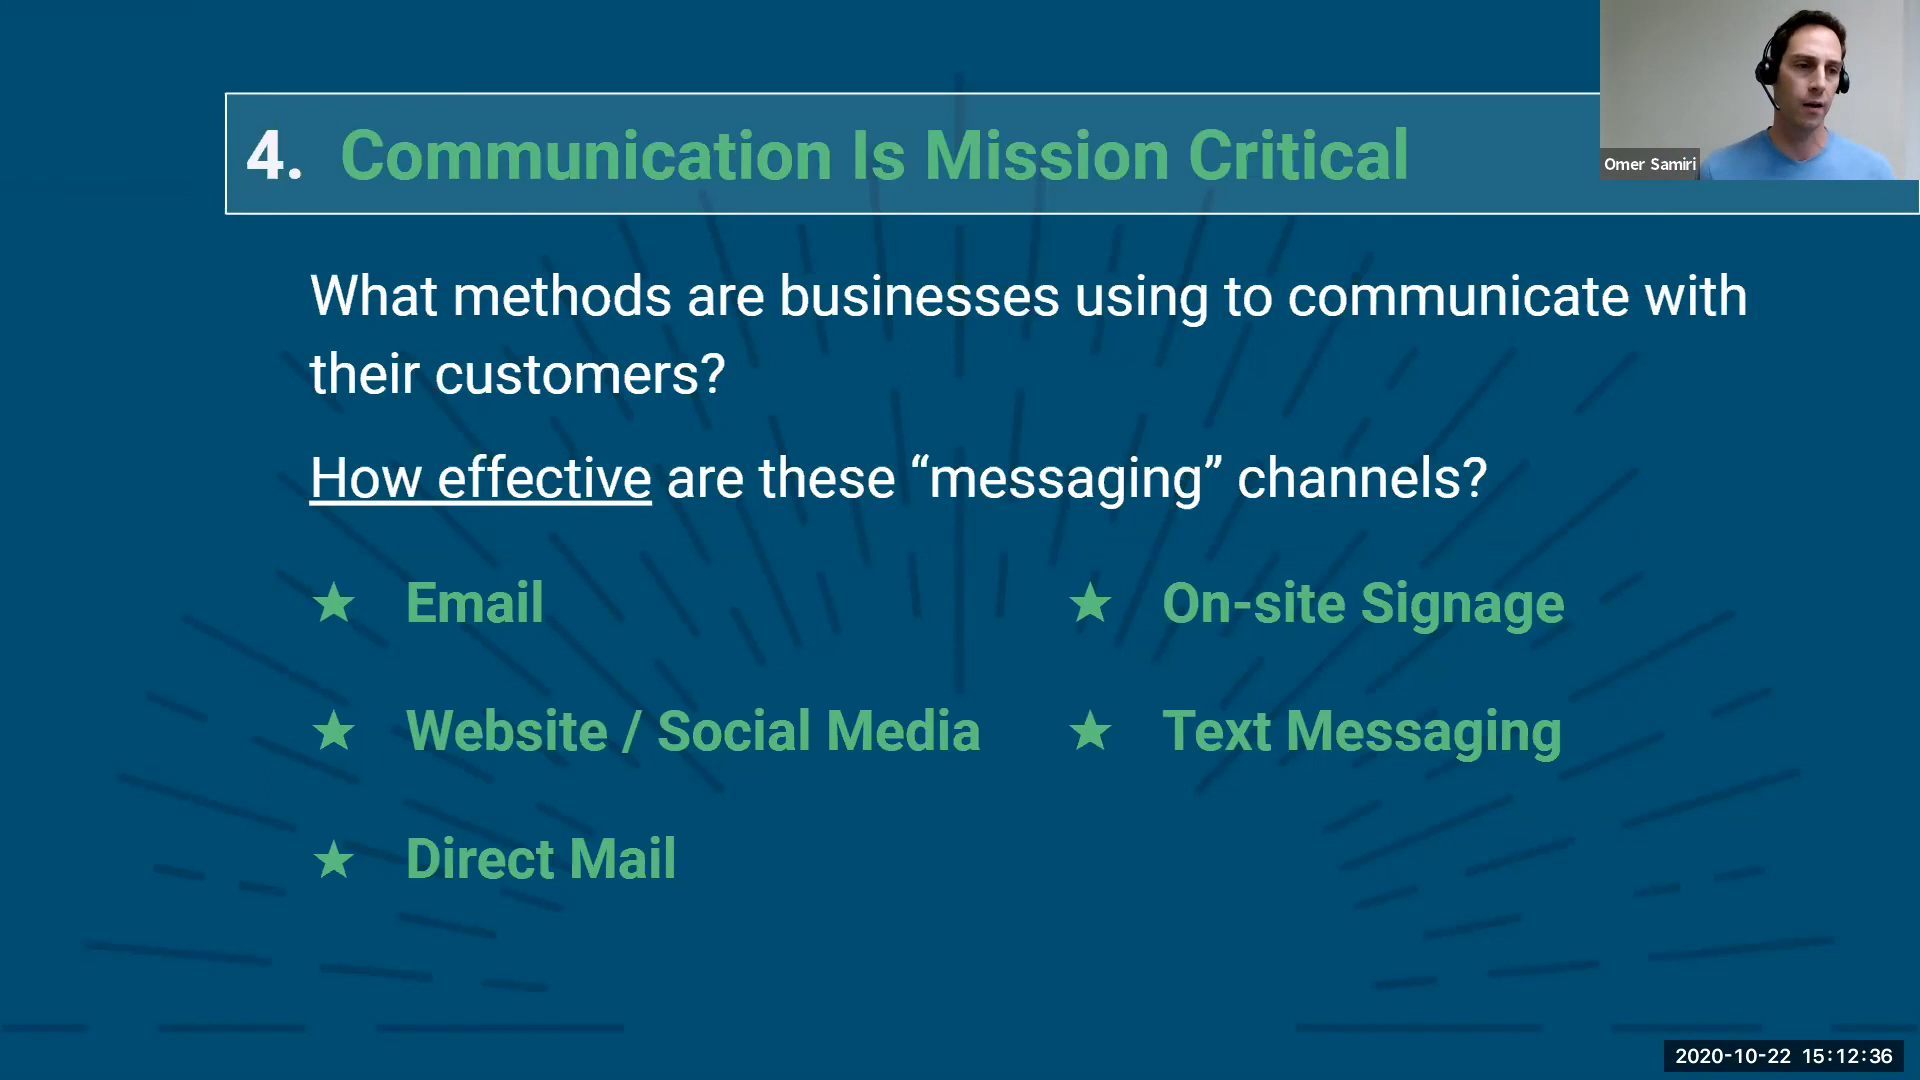 4. Communication Is Mission Critical
Omer Samiri
What methods are businesses using to communicate with
their customers?
How effective are these “messaging” channels?
★ Email
★ Website / Social Media
★ Direct Mail
★ On-site Signage
★ Text Messaging
2020-10-22 15:12:36